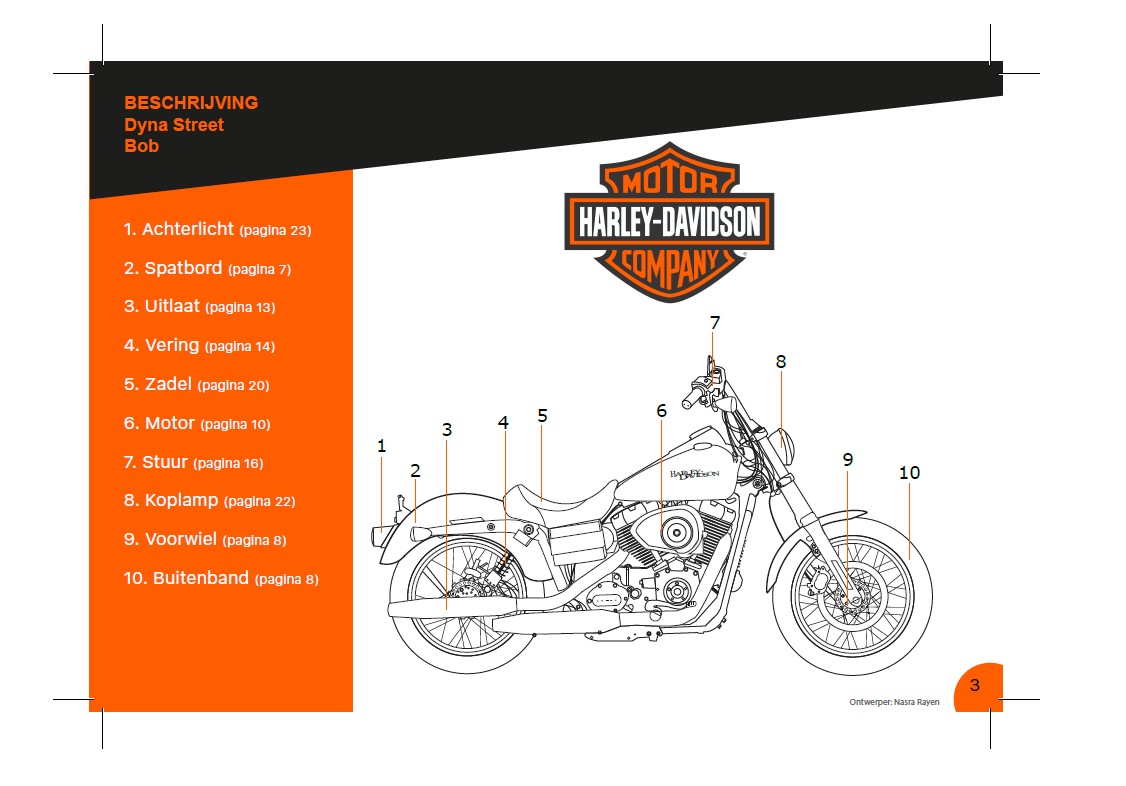 BESCHRIJVING
Dyna Street
Bob
1. Achterlicht (pagina 23)
2. Spatbord (pagina 7)
3. Uitlaat (pagina 13)
4. Vering (pagina 14)
5. Zadel (pagina 20)
6. Motor (pagina 10)
7. Stuur (pagina 16)
8. Koplamp (pagina 22)
9. Voorwiel (pagina 8)
10. Buitenband (pagina 8)
MOTOR
HARLEY-DAVIDSON
COMPANY
®
7
8
6
5
4
3
1
2
9
10
HARLEY-
DAVIDSON
3
Ontwerper: Nasra Rayen